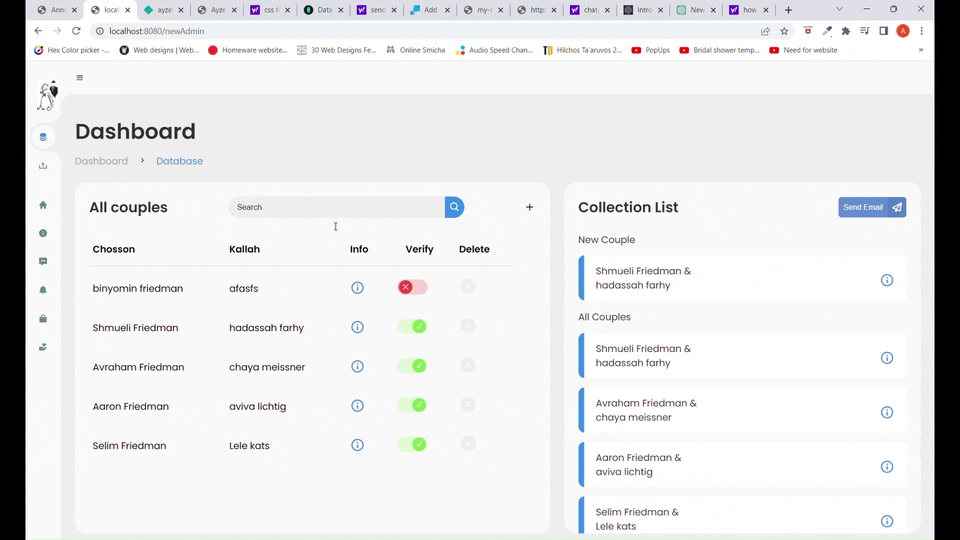 Anno
local
ayze
Ayze
css f
Data
send
Add
my-r
http
chat
Intro
New
how
localhost:8080/newAdmin
A
Hex Color picker -...
Web designs | Web...
Homeware website...
30 Web Designs Fe...
Online Smicha
Audio Speed Chan...
Hilchos Ta'aruvos 2...
PopUps
Bridal shower temp...
Need for website
»
Dashboard
Dashboard > Database
All couples
Search
+
Chosson Kallah Info Verify Delete
binyomin friedman afasfs
Shmueli Friedman hadassah farhy
Avraham Friedman chaya meissner
Aaron Friedman aviva lichtig
Selim Friedman Lele kats
Collection List
Send Email
New Couple
Shmueli Friedman &
hadassah farhy
All Couples
Shmueli Friedman &
hadassah farhy
Avraham Friedman &
chaya meissner
Aaron Friedman &
aviva lichtig
Selim Friedman &
Lele kats